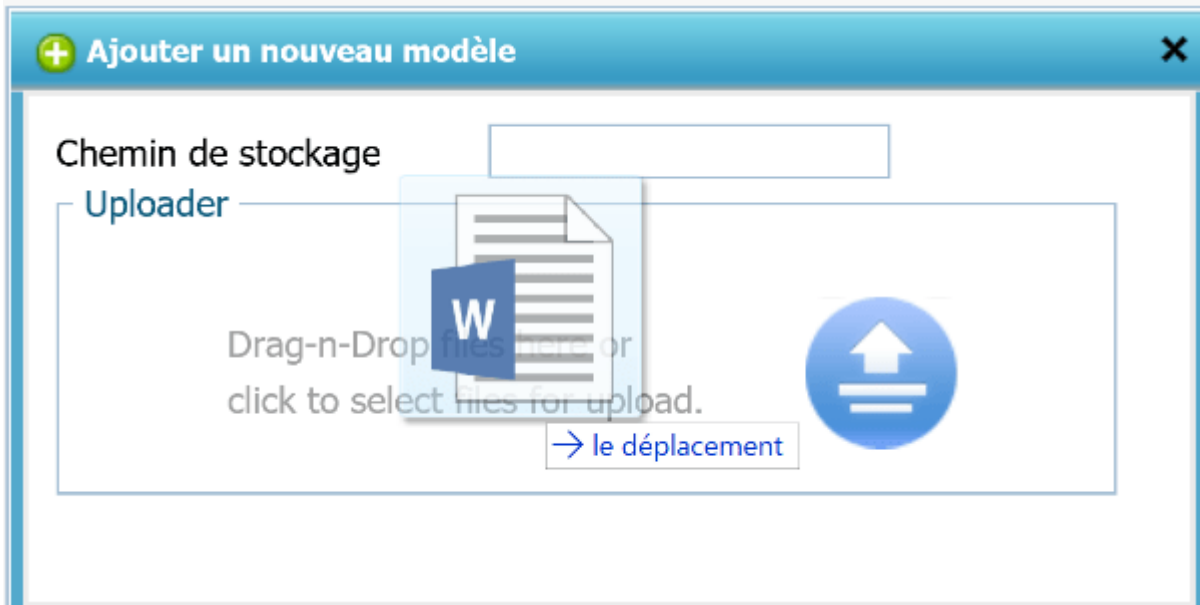 Ajouter un nouveau modèle
Chemin de stockage
Uploader
W
Drag-n-Drop files here or
click to select files for upload.
→ le déplacement